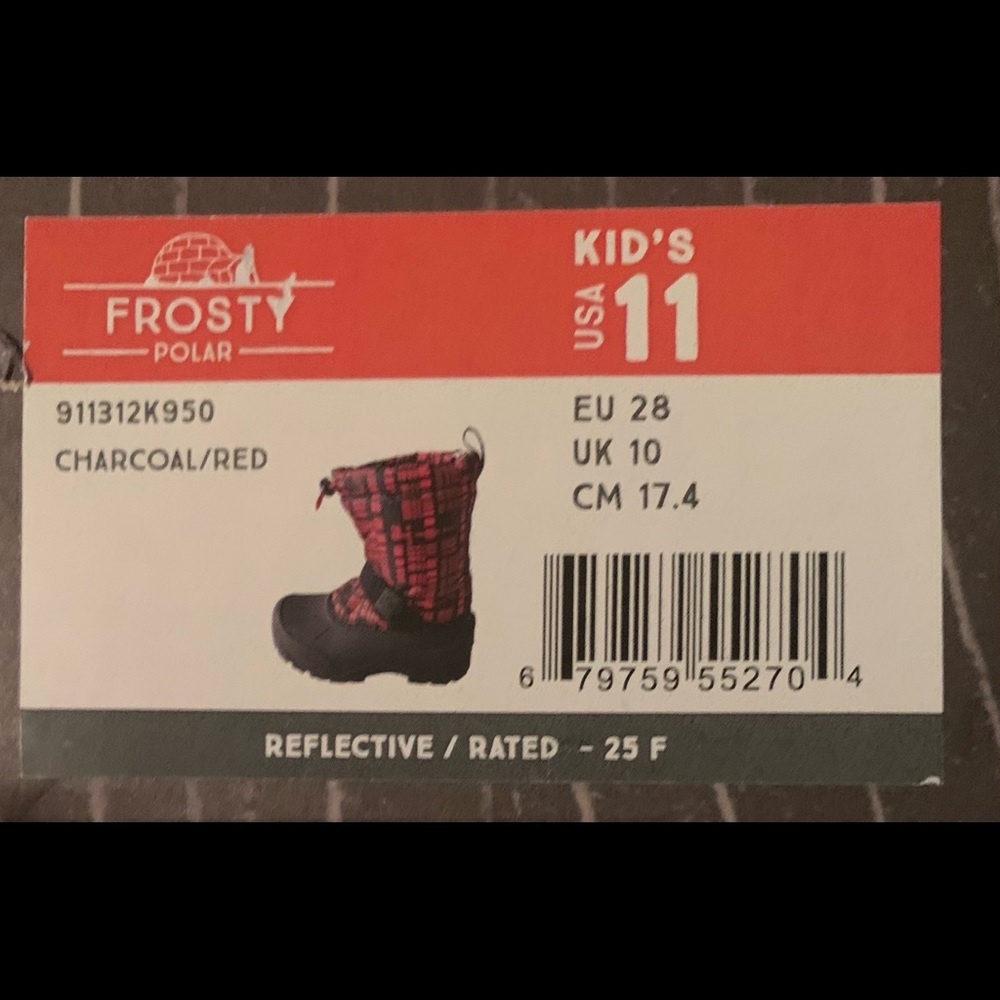 FROSTY
POLAR
KID'S
USA 11
911312K950
CHARCOAL/RED
EU 28
UK 10
CM 17.4
6 79759 55270 4
REFLECTIVE / RATED - 25 F